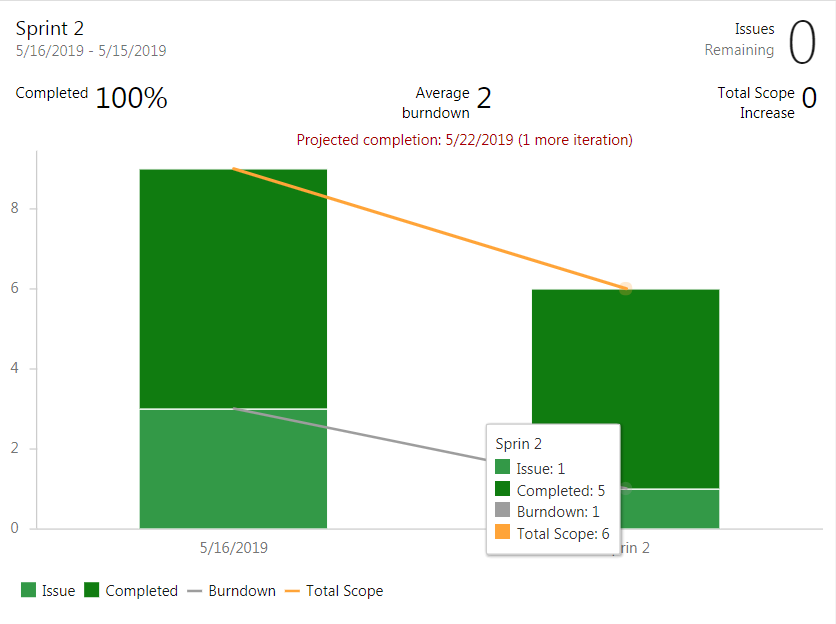 Sprint 2
5/16/2019 - 5/15/2019
Issues
Remaining
0
Completed 100%
Average
burndown
2
Total Scope
Increase
0
Projected completion: 5/22/2019 (1 more iteration)
8
6
4
2
0
Sprin 2
Issue: 1
Completed: 5
Burndown: 1
Total Scope: 6
5/16/2019
rin 2
Issue Completed Burndown Total Scope